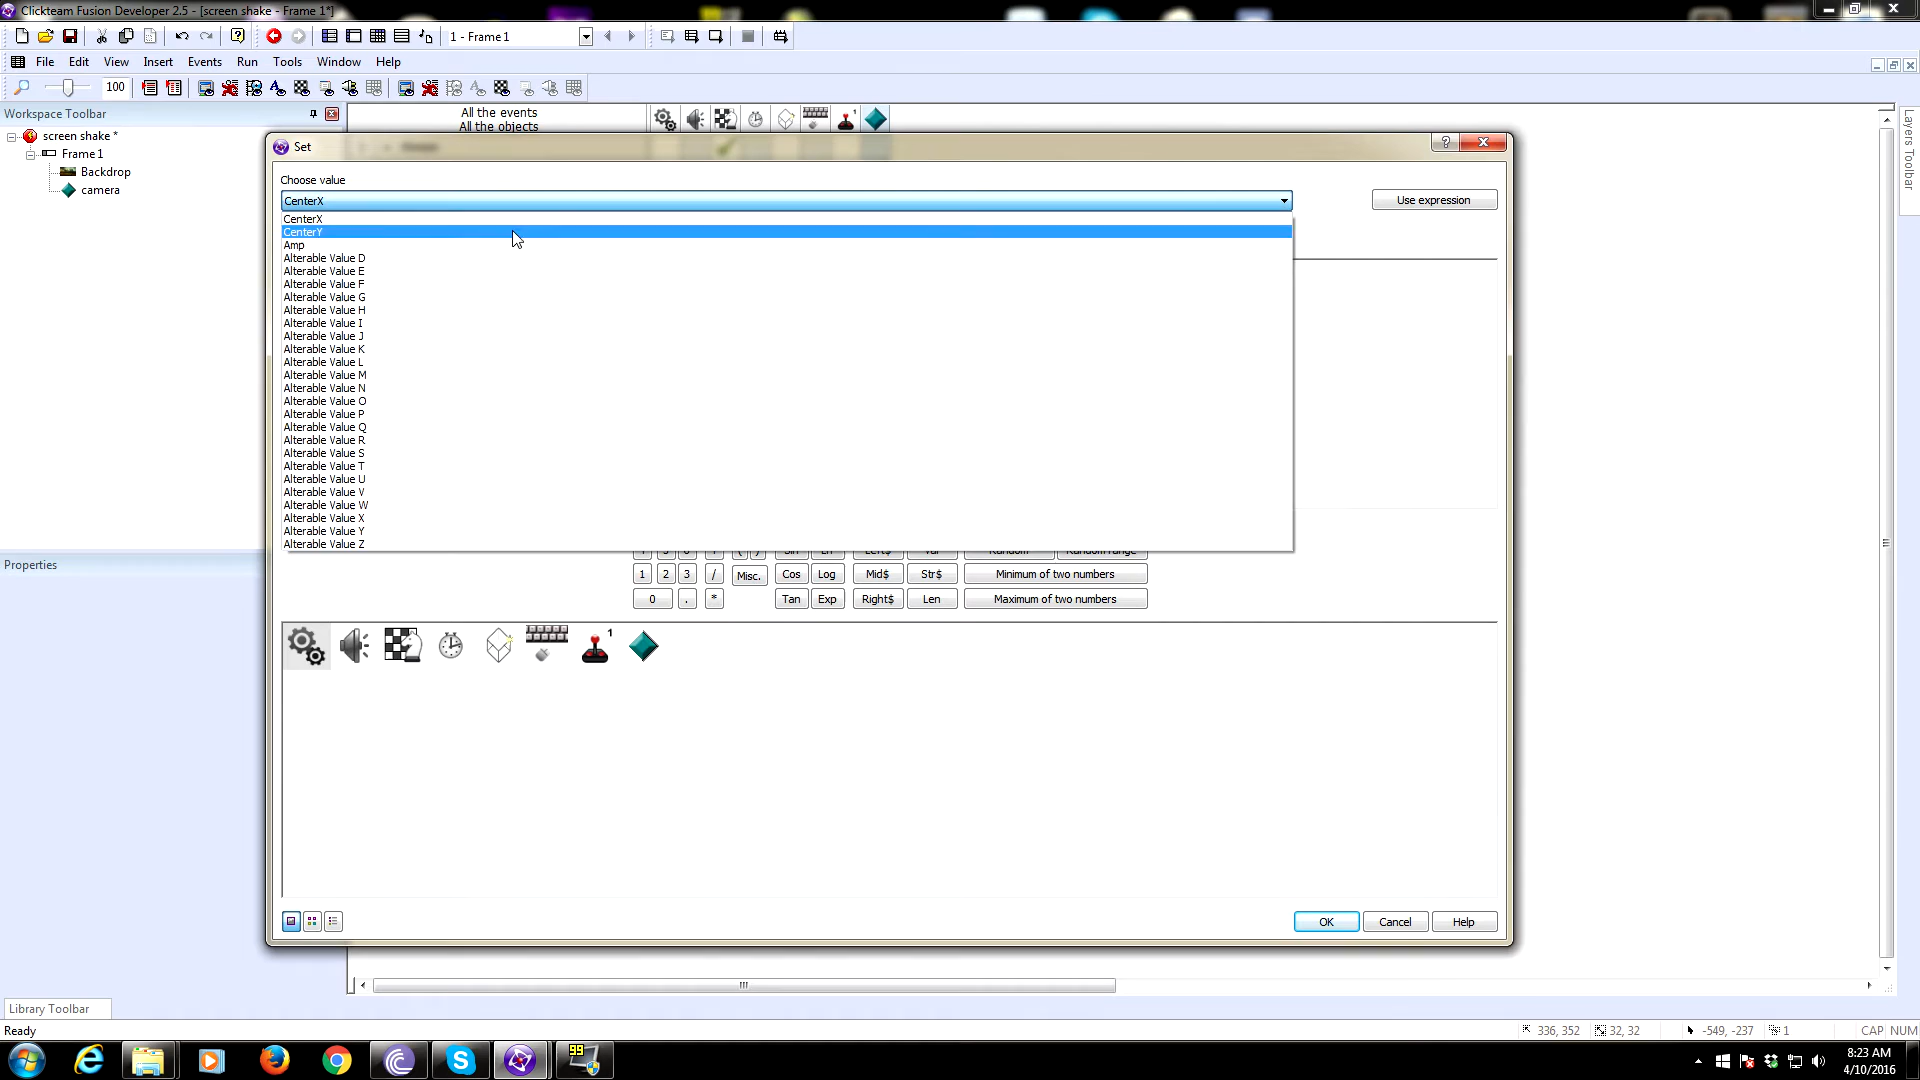 Clickteam Fusion Developer 2.5 - [screen shake - Frame 1*]
1 - Frame 1
File Edit View Insert Events Run Tools Window Help
100
Workspace Toolbar
screen shake *
Frame 1
Backdrop
camera
All the events
All the objects
Layers Toolbar
Set
Choose value
CenterX
Use expression
CenterX
CenterY
Amp
Alterable Value D
Alterable Value E
Alterable Value F
Alterable Value G
Alterable Value H
Alterable Value I
Alterable Value J
Alterable Value K
Alterable Value L
Alterable Value M
Alterable Value N
Alterable Value O
Alterable Value P
Alterable Value Q
Alterable Value R
Alterable Value S
Alterable Value T
Alterable Value U
Alterable Value V
Alterable Value W
Alterable Value X
Alterable Value Y
Alterable Value Z
1 2 3 / Misc. Cos Log Mid$ Str$ Minimum of two numbers
0 . * Tan Exp Right$ Len Maximum of two numbers
1
OK Cancel Help
Properties
Library Toolbar
Ready
336, 352 32, 32 -549, -237 1 CAP NUM
99
8:23 AM
4/10/2016